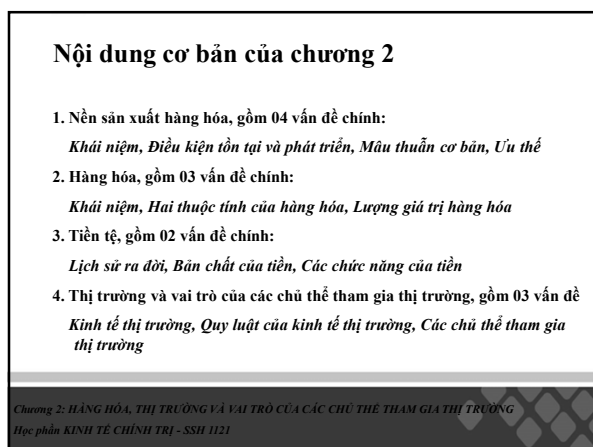 Nội dung cơ bản của chương 2
1. Nền sản xuất hàng hóa, gồm 04 vấn đề chính:
Khái niệm, Điều kiện tồn tại và phát triển, Mâu thuẫn cơ bản, Ưu thế
2. Hàng hóa, gồm 03 vấn đề chính:
Khái niệm, Hai thuộc tính của hàng hóa, Lượng giá trị hàng hóa
3. Tiền tệ, gồm 02 vấn đề chính:
Lịch sử ra đời, Bản chất của tiền, Các chức năng của tiền
4. Thị trường và vai trò của các chủ thể tham gia thị trường, gồm 03 vấn đề
Kinh tế thị trường, Quy luật của kinh tế thị trường, Các chủ thể tham gia
thị trường
Chương 2: HÀNG HÓA, THỊ TRƯỜNG VÀ VAI TRÒ CỦA CÁC CHỦ THỂ THAM GIA THỊ TRƯỜNG
Học phần KINH TẾ CHÍNH TRỊ - SSH 1121